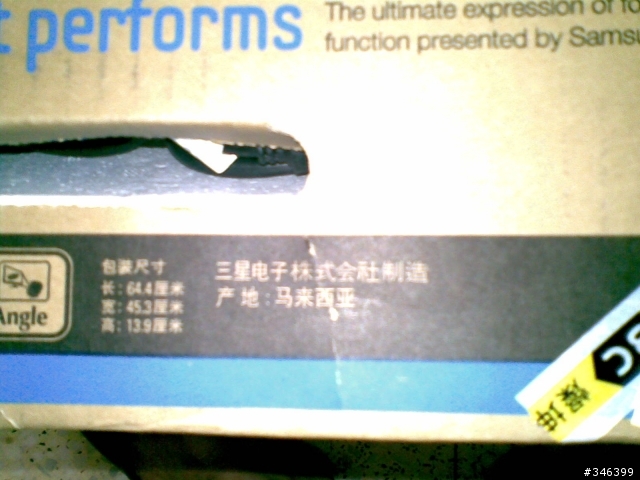 performs
The ultimate expression of
function presented by
Angle
包装尺寸
长: 64.4厘米
宽: 45.3厘米
高: 13.9厘米
三星电子株式会社制造
产 地: 马来西亚
燦坤
#346399